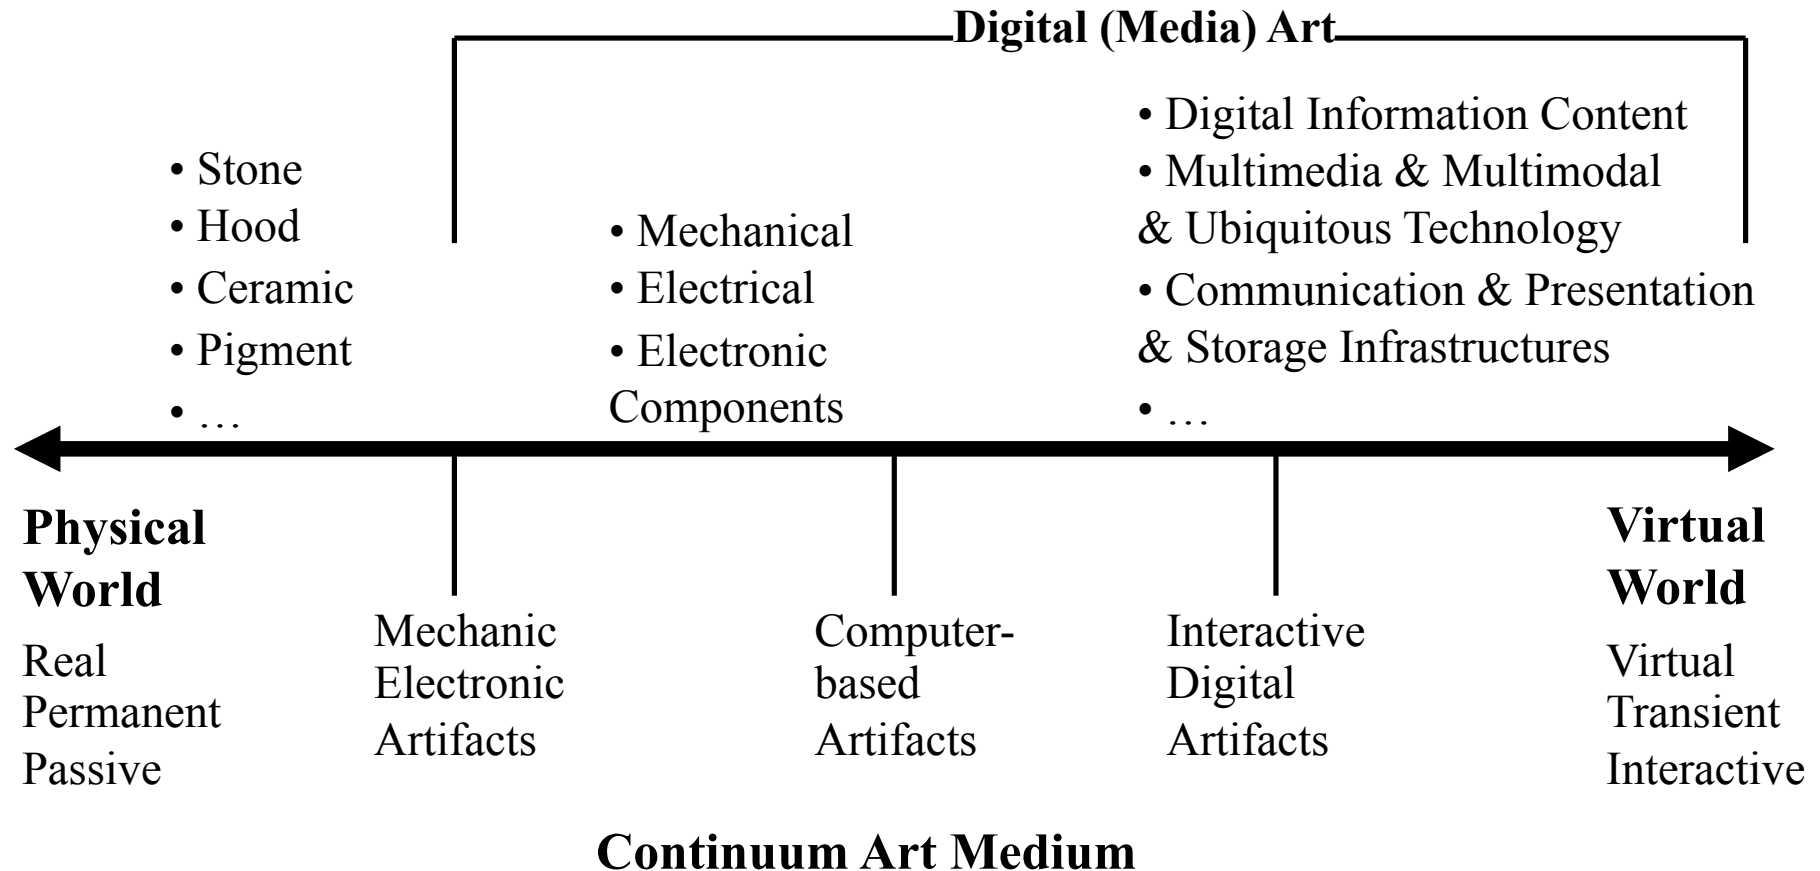 Digital (Media) Art
• Stone
• Hood
• Ceramic
• Pigment
• …
• Mechanical
• Electrical
• Electronic
Components
• Digital Information Content
• Multimedia & Multimodal
& Ubiquitous Technology
• Communication & Presentation
& Storage Infrastructures
• …
Physical
World
Real
Permanent
Passive
Mechanic
Electronic
Artifacts
Computer-
based
Artifacts
Interactive
Digital
Artifacts
Virtual
World
Virtual
Transient
Interactive
Continuum Art Medium